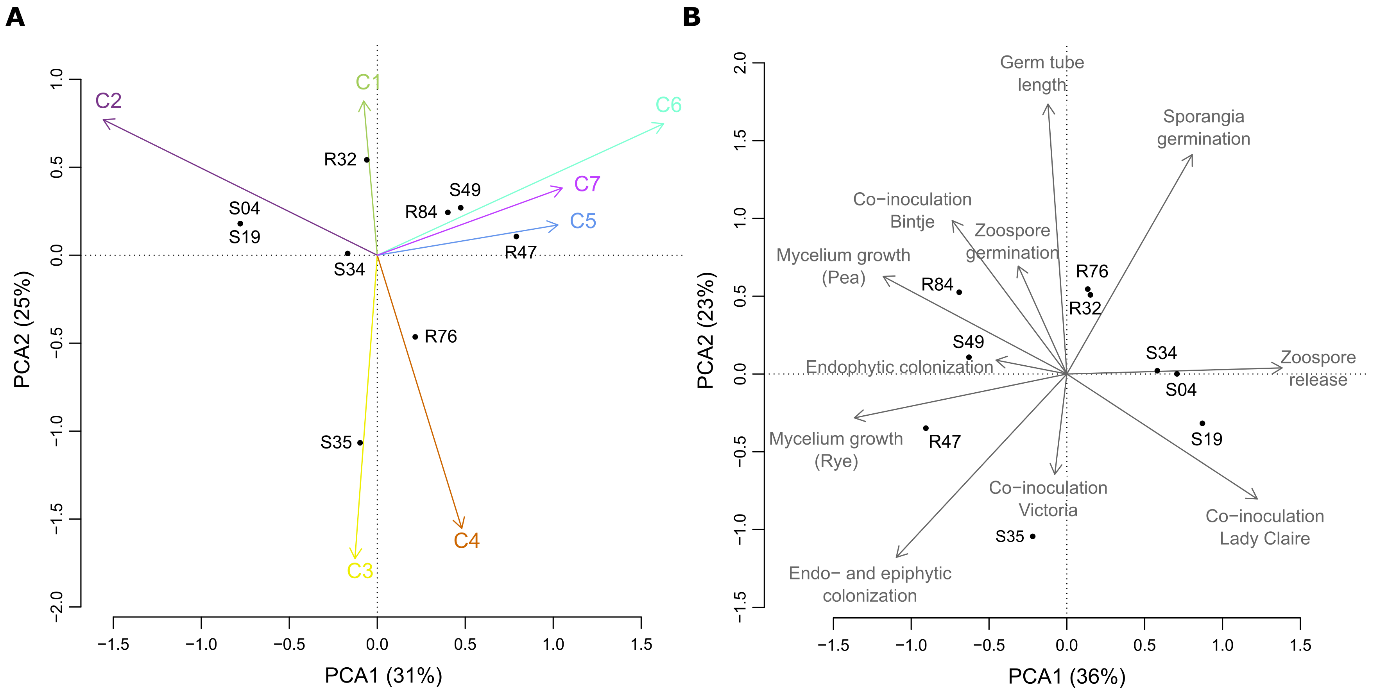 A
1.0
0.5
0.0
−0.5
−1.0
−1.5
−2.0
PCA2 (25%)
−1.5
−1.0
−0.5
0.0
0.5
1.0
1.5
PCA1 (31%)
C1
C2
C6
R32
C7
S49
S04
R84
C5
S19
R47
S34
R76
S35
C4
C3
B
2.0
1.5
1.0
0.5
0.0
−0.5
−1.0
−1.5
PCA2 (23%)
−1.5
−1.0
−0.5
0.0
0.5
1.0
1.5
PCA1 (36%)
Germ tube
length
Sporangia
germination
Co−inoculation
Bintje
Zoospore
germination
Mycelium growth
(Pea)
R84
R76
R32
S49
S34
Endophytic colonization
Zoospore
release
S04
S19
Mycelium growth
(Rye)
R47
Co−inoculation
Victoria
Co−inoculation
Lady Claire
S35
Endo− and epiphytic
colonization